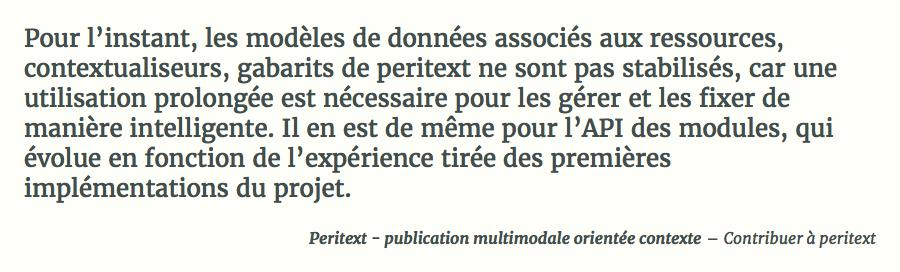 Pour l’instant, les modèles de données associés aux ressources,
contextualiseurs, gabarits de peritext ne sont pas stabilisés, car une
utilisation prolongée est nécessaire pour les gérer et les fixer de
manière intelligente. Il en est de même pour l’API des modules, qui
évolue en fonction de l’expérience tirée des premières
implémentations du projet.
Peritext - publication multimodale orientée contexte – Contribuer à peritext